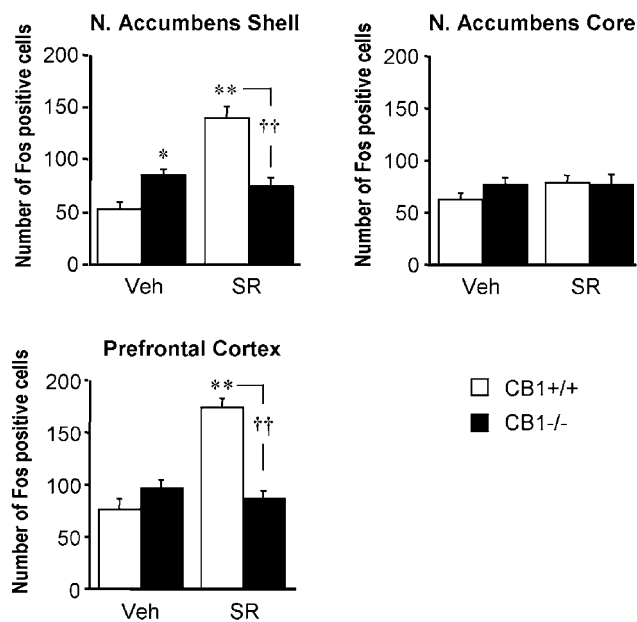 N. Accumbens Shell
Number of Fos positive cells
200
150
100
50
0
*
**
††
Veh SR
N. Accumbens Core
Number of Fos positive cells
200
150
100
50
0
Veh SR
Prefrontal Cortex
Number of Fos positive cells
200
150
100
50
0
**
††
Veh SR
CB1+/+
CB1-/-